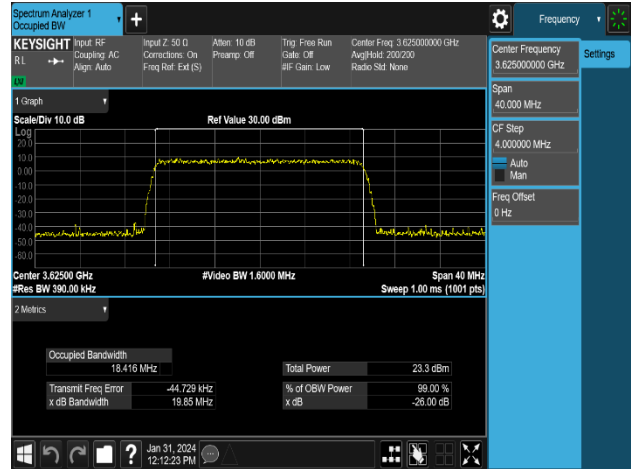 Spectrum Analyzer 1
Occupied BW
Frequency
KEYSIGHT
R L
Input: RF
Coupling: AC
Align: Auto
Input Z: 50 Ω
Corrections: On
Freq Ref: Ext (S)
Atten: 10 dB
Preamp: Off
Trig: Free Run
Gate: Off
#IF Gain: Low
Center Freq: 3.625000000 GHz
Avg|Hold: 200/200
Radio Std: None
Center Frequency
3.625000000 GHz
Settings
Span
40.000 MHz
CF Step
4.000000 MHz
Auto
Man
Freq Offset
0 Hz
1 Graph
Scale/Div 10.0 dB
Ref Value 30.00 dBm
Log
20.0
10.0
0.00
-10.0
-20.0
-30.0
-40.0
-50.0
-60.0
Center 3.62500 GHz
#Video BW 1.6000 MHz
Span 40 MHz
#Res BW 390.00 kHz
Sweep 1.00 ms (1001 pts)
2 Metrics
Occupied Bandwidth
18.416 MHz
Total Power 23.3 dBm
Transmit Freq Error -44.729 kHz
% of OBW Power 99.00 %
x dB Bandwidth 19.85 MHz
x dB -26.00 dB
Jan 31, 2024
12:12:23 PM